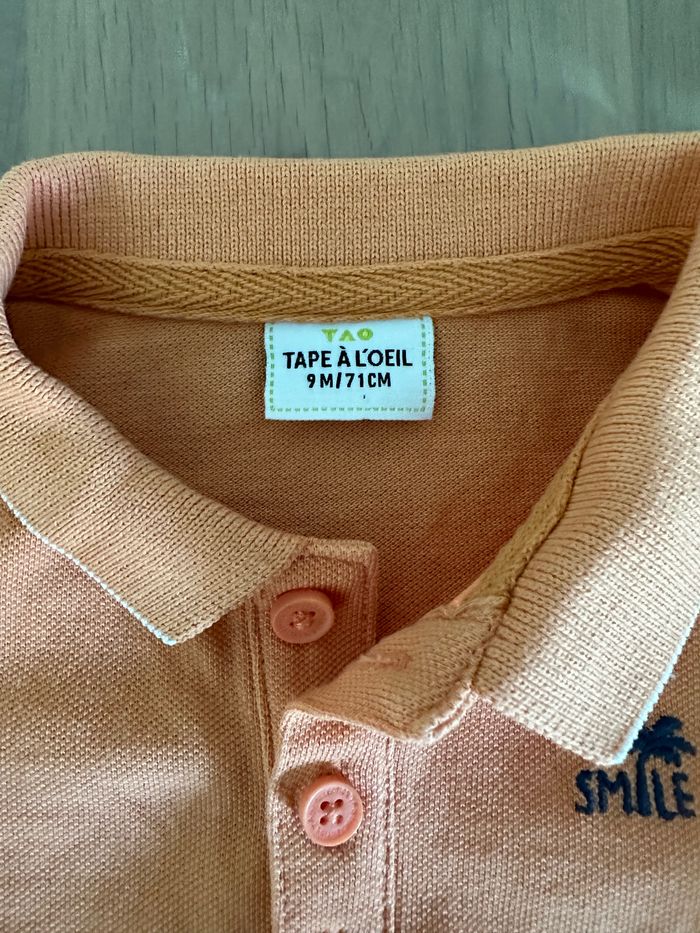 TAO
TAPE À L'OEIL
9M/71CM
SMILE